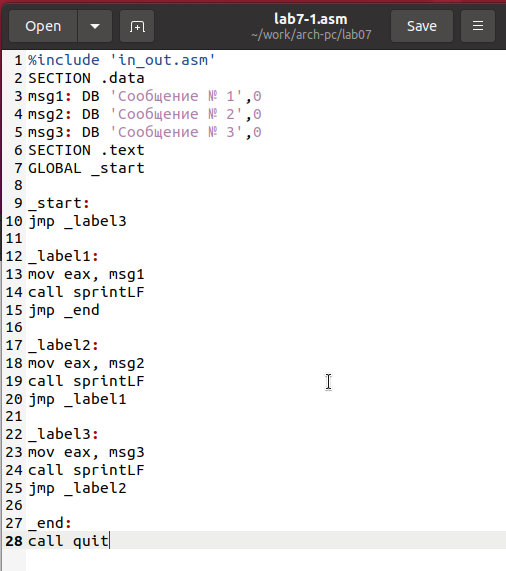 Open
lab7-1.asm
~/work/arch-pc/lab07
Save
1 %include 'in_out.asm'
2 SECTION .data
3 msg1: DB 'Сообщение № 1',0
4 msg2: DB 'Сообщение № 2',0
5 msg3: DB 'Сообщение № 3',0
6 SECTION .text
7 GLOBAL _start
8
9 _start:
10 jmp _label3
11
12 _label1:
13 mov eax, msg1
14 call sprintLF
15 jmp _end
16
17 _label2:
18 mov eax, msg2
19 call sprintLF
20 jmp _label1
21
22 _label3:
23 mov eax, msg3
24 call sprintLF
25 jmp _label2
26
27 _end:
28 call quit